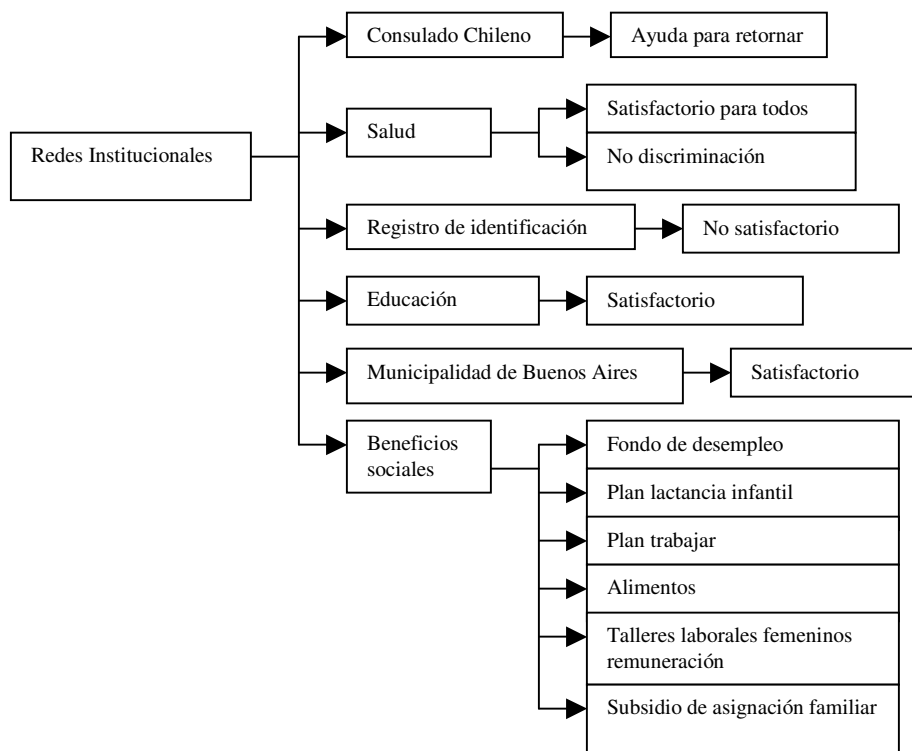 Consulado Chileno
Ayuda para retornar
Redes Institucionales
Salud
Satisfactorio para todos
No discriminación
Registro de identificación
No satisfactorio
Educación
Satisfactorio
Municipalidad de Buenos Aires
Satisfactorio
Beneficios
sociales
Fondo de desempleo
Plan lactancia infantil
Plan trabajar
Alimentos
Talleres laborales femeninos
remuneración
Subsidio de asignación familiar